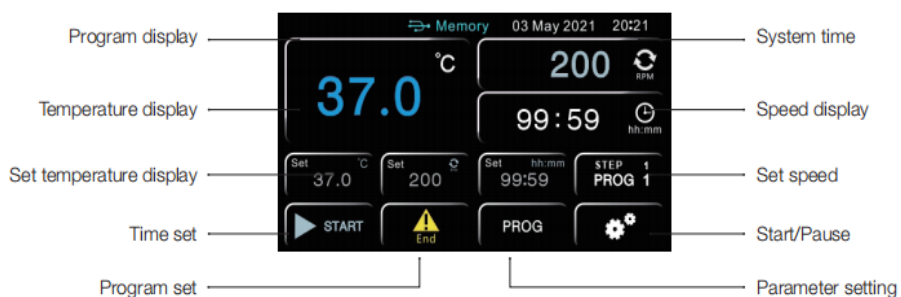 Memory 03 May 2021 20:21
Program display
System time
°C
200
RPM
37.0
Temperature display
Speed display
99:59
hh:mm
Set °C
Set
Set hh:mm
STEP 1
Set temperature display
37.0
200
99:59
PROG 1
Set speed
Time set
START
End
PROG
Start/Pause
Program set
Parameter setting